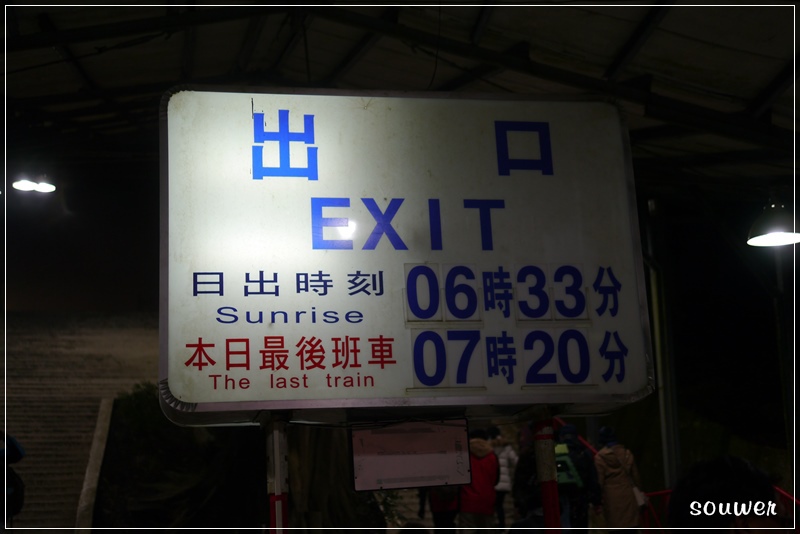 出口
EXIT
日出時刻 06時33分
Sunrise
本日最後班車 07時20分
The last train
souwer